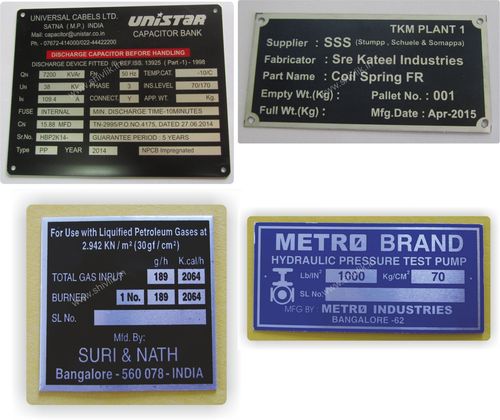 UNIVERSAL CABELS LTD.
SATNA ( M.P.) INDIA
Mail: capacitor@unistar.co.in
Ph. - 07672-414000/022-44422200
UNISTAR
CAPACITOR BANK
DISCHARGE CAPACITOR BEFORE HANDLING
DISCHARGE DEVICE FITTED REF.ISS. 13925 ( Part -1) - 1998
QN 7200 KVAr FN 50 Hz TEMP.CAT. -10/C
UN 38 KV PHASE 3 INS.LEVEL 70/170
IN 109.4 A CONNECT Y APP. WT. KG
FUSE INTERNAL MIN. DISCHARGE TIME-10MINUTES
CN 15.88 MFD TN-2995/P.O.NO.4175, DATED 27.06.2014
Sr.No. HBP2K14- GUARANTEE PERIOD : 5 YEARS
Type PP YEAR 2014 NPCB Impregnated
TKM PLANT 1
Supplier : SSS (Stumpp , Schuele & Somappa)
Fabricator : Sre Kateel Industries
Part Name : Coil Spring FR
Empty Wt.(Kg) : Pallet No. : 001
Full Wt.(Kg) : Mfg.Date : Apr-2015
For Use with Liquified Petroleum Gases at
2.942 KN / m² (30gf / cm²)
g/h K.cal/h
TOTAL GAS INPUT 189 2064
BURNER 1 No. 189 2064
SL No.
Mfd. By:
SURI & NATH
Bangalore - 560 078 - INDIA
METRO BRAND
HYDRAULIC PRESSURE TEST PUMP
Lb/IN² 1000 Kg/CM² 70
SL No
MFG BY : METRO INDUSTRIES
BANGALORE -62